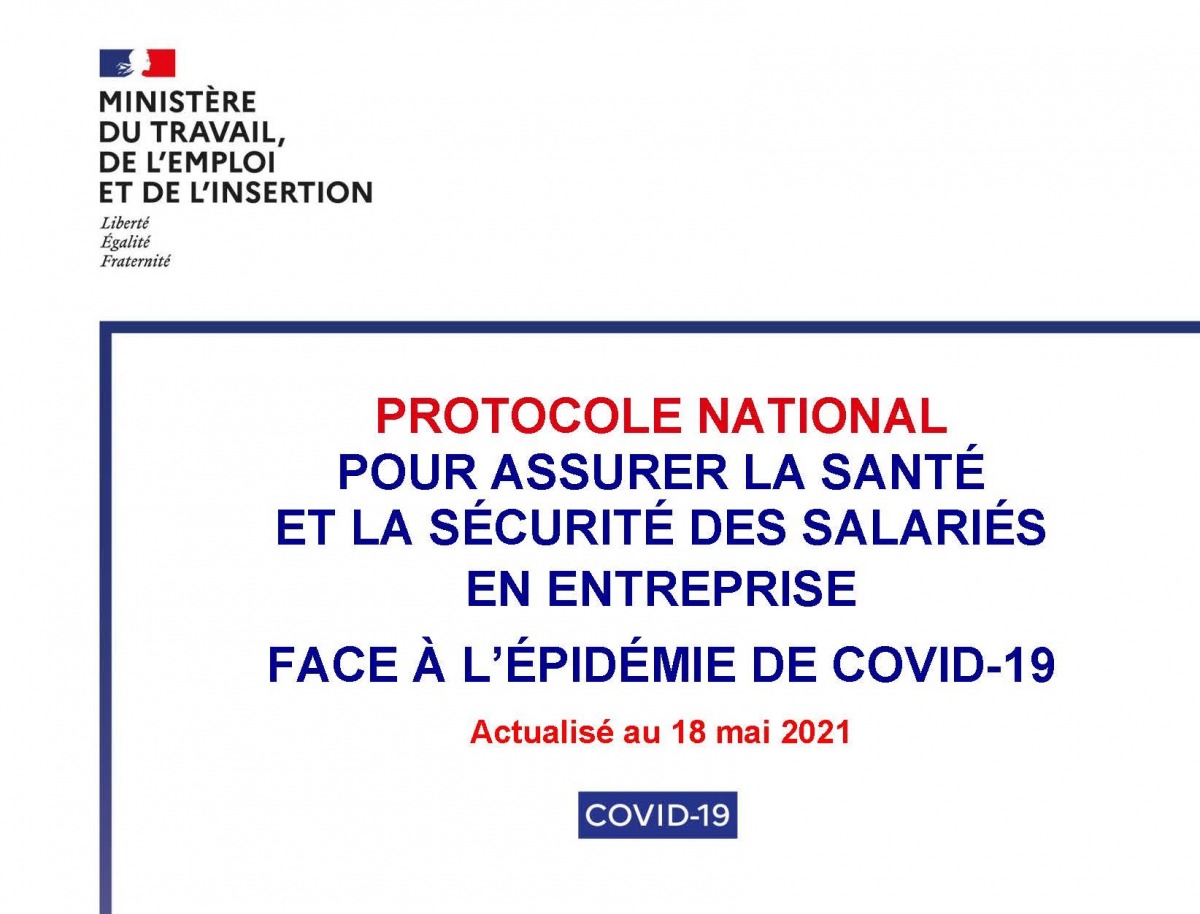 MINISTÈRE
DU TRAVAIL,
DE L'EMPLOI
ET DE L'INSERTION
Liberté
Égalité
Fraternité
PROTOCOLE NATIONAL
POUR ASSURER LA SANTÉ
ET LA SÉCURITÉ DES SALARIÉS
EN ENTREPRISE
FACE À L’ÉPIDÉMIE DE COVID-19
Actualisé au 18 mai 2021
COVID-19